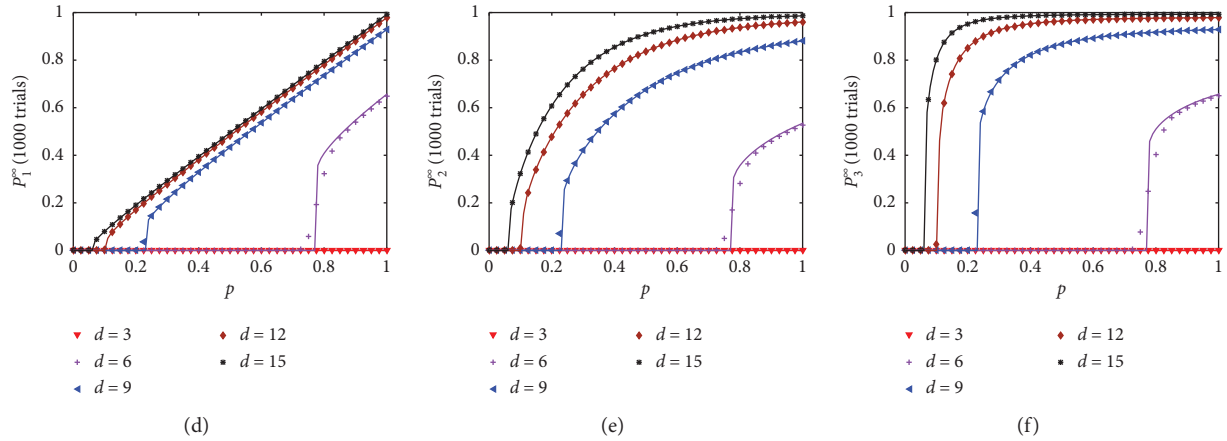 P₁^∞ (1000 trials)
1
0.8
0.6
0.4
0.2
0
0 0.2 0.4 0.6 0.8 1
p
d = 3 d = 12
d = 6 d = 15
d = 9
(d)
P₂^∞ (1000 trials)
1
0.8
0.6
0.4
0.2
0
0 0.2 0.4 0.6 0.8 1
p
d = 3 d = 12
d = 6 d = 15
d = 9
(e)
P₃^∞ (1000 trials)
1
0.8
0.6
0.4
0.2
0
0 0.2 0.4 0.6 0.8 1
p
d = 3 d = 12
d = 6 d = 15
d = 9
(f)